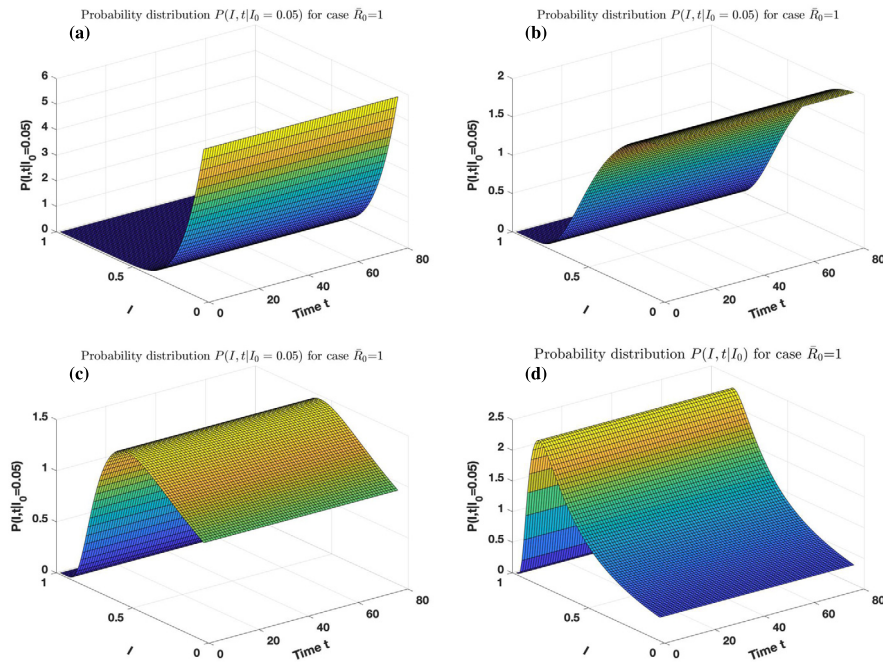 Probability distribution P(I, t|I₀ = 0.05) for case R̄₀=1
(a)
6
5
4
3
2
1
0
P(I,t|I₀=0.05)
1
0.5
0
I
0
20
40
60
80
Time t
Probability distribution P(I, t|I₀ = 0.05) for case R̄₀=1
(b)
2
1.5
1
0.5
0
P(I,t|I₀=0.05)
1
0.5
0
I
0
20
40
60
80
Time t
Probability distribution P(I, t|I₀ = 0.05) for case R̄₀=1
(c)
1.5
1
0.5
0
P(I,t|I₀=0.05)
1
0.5
0
I
0
20
40
60
80
Time t
Probability distribution P(I, t|I₀) for case R̄₀=1
(d)
2.5
2
1.5
1
0.5
0
P(I,t|I₀=0.05)
1
0.5
0
I
0
20
40
60
80
Time t